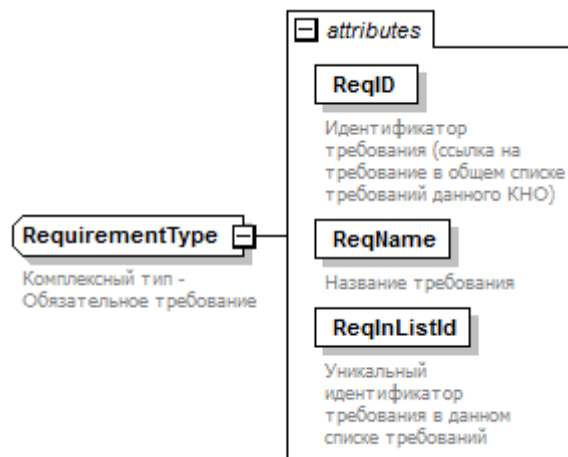 attributes
ReqID
Идентификатор
требования (ссылка на
требование в общем списке
требований данного КНО)
RequirementType
Комплексный тип -
Обязательное требование
ReqName
Название требования
ReqInListId
Уникальный
идентификатор
требования в данном
списке требований